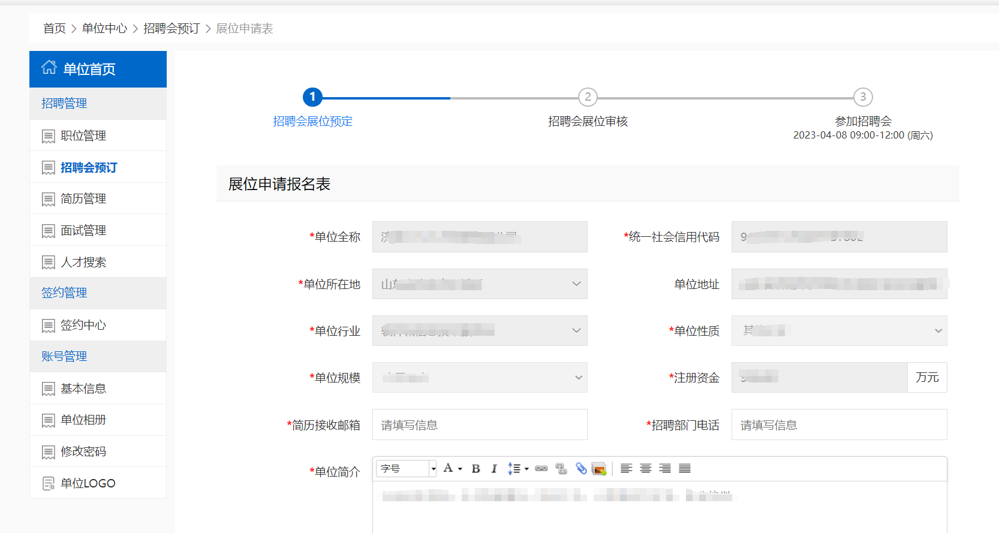 首页 > 单位中心 > 招聘会预订 > 展位申请表
单位首页
招聘管理
职位管理
招聘会预订
简历管理
面试管理
人才搜索
签约管理
签约中心
账号管理
基本信息
单位相册
修改密码
单位LOGO
1 2 3
招聘会展位预定 招聘会展位审核 参加招聘会
2023-04-08 09:00-12:00 (周六)
展位申请报名表
*单位全称 *统一社会信用代码 9
*单位所在地 山东 单位地址
*单位行业 *单位性质
*单位规模 *注册资金 万元
*简历接收邮箱 请填写信息 *招聘部门电话 请填写信息
*单位简介 字号 A B I